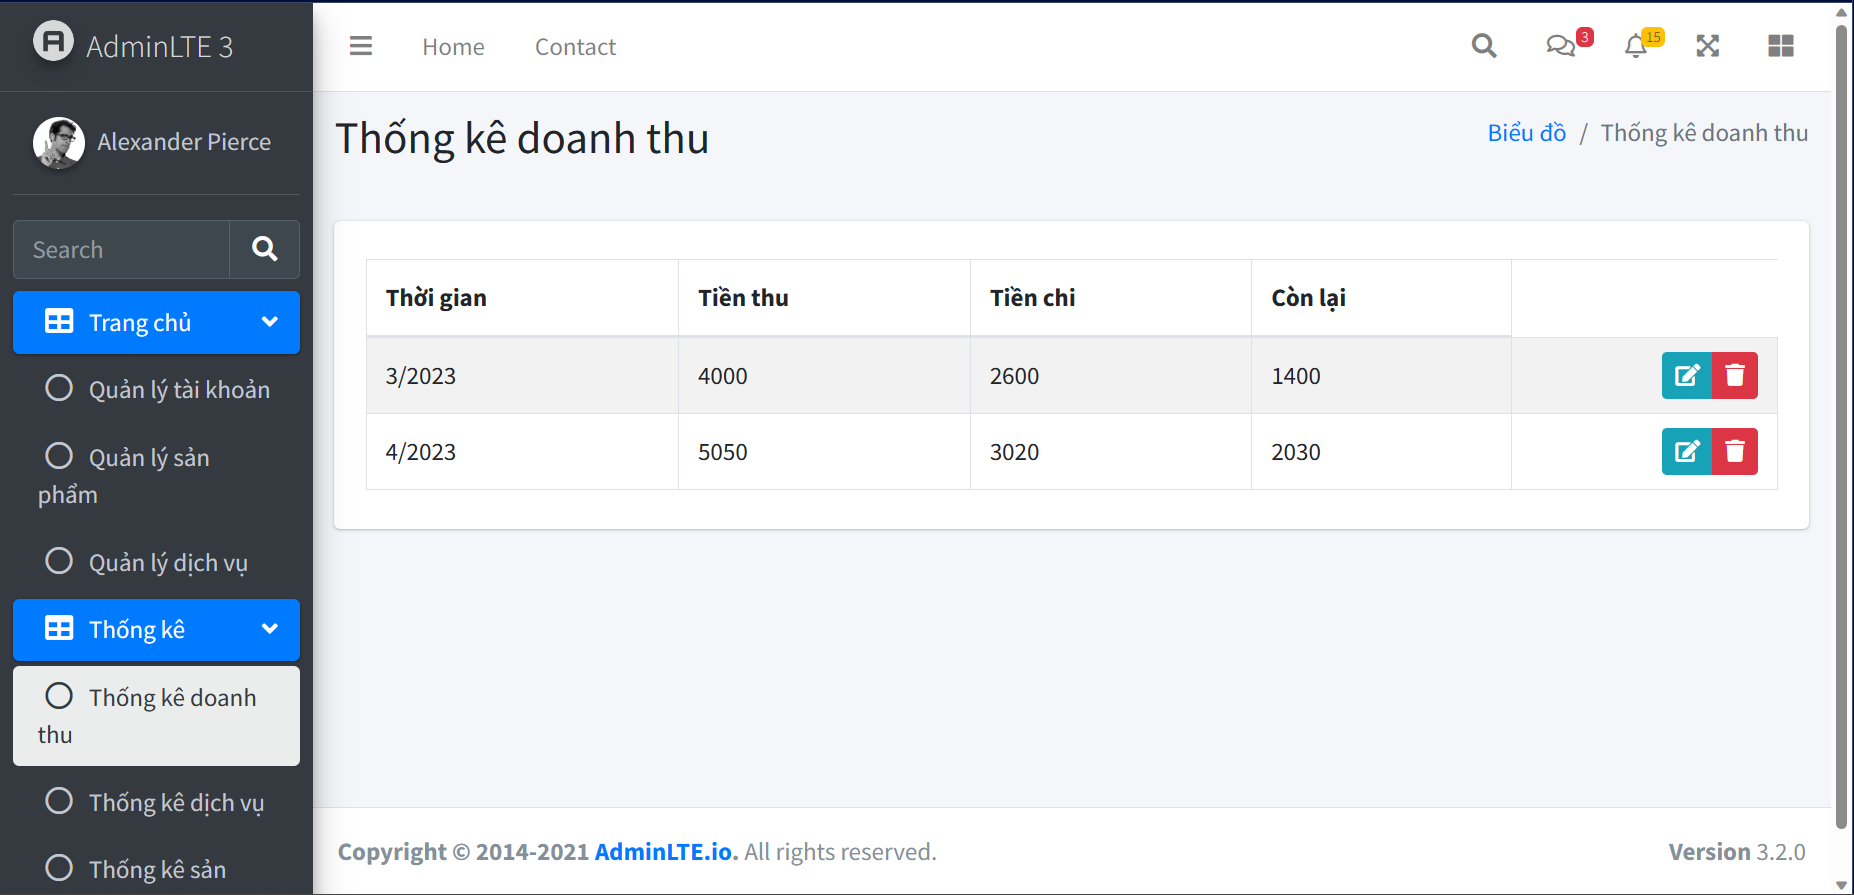 AdminLTE 3
Home
Contact
3
15
Alexander Pierce
Thống kê doanh thu
Biểu đồ / Thống kê doanh thu
Search
Trang chủ
Quản lý tài khoản
Quản lý sản
phẩm
Quản lý dịch vụ
Thống kê
Thống kê doanh
thu
Thống kê dịch vụ
Thống kê sản
Thời gian
Tiền thu
Tiền chi
Còn lại
3/2023
4000
2600
1400
4/2023
5050
3020
2030
Copyright © 2014-2021 AdminLTE.io. All rights reserved.
Version 3.2.0